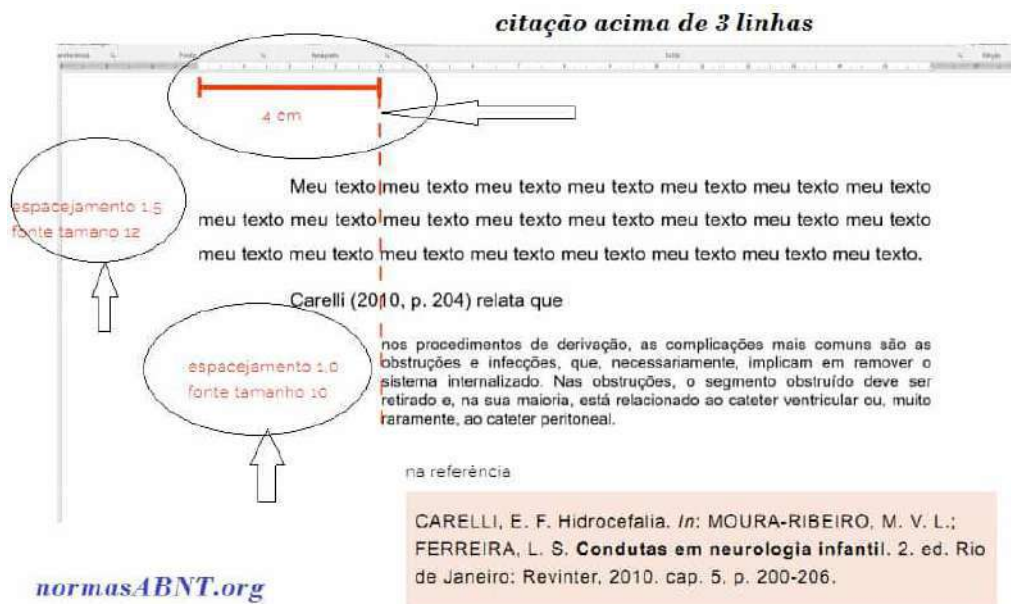 citação acima de 3 linhas
4 cm
Meu texto meu texto meu texto meu texto meu texto meu texto meu texto
espacejamento 1,5
meu texto meu texto meu texto meu texto meu texto meu texto meu texto meu texto
fonte tamano 12
meu texto meu texto meu texto meu texto meu texto meu texto meu texto meu texto.
Carelli (2010, p. 204) relata que
nos procedimentos de derivação, as complicações mais comuns são as
obstruções e infecções, que, necessariamente, implicam em remover o
espacejamento 1,0
sistema internalizado. Nas obstruções, o segmento obstruído deve ser
fonte tamanho 10
retirado e, na sua maioria, está relacionado ao cateter ventricular ou, muito
raramente, ao cateter peritoneal.
na referência
CARELLI, E. F. Hidrocefalia. In: MOURA-RIBEIRO, M. V. L.;
FERREIRA, L. S. Condutas em neurologia infantil. 2. ed. Rio
de Janeiro: Revinter, 2010. cap. 5, p. 200-206.
normasABNT.org